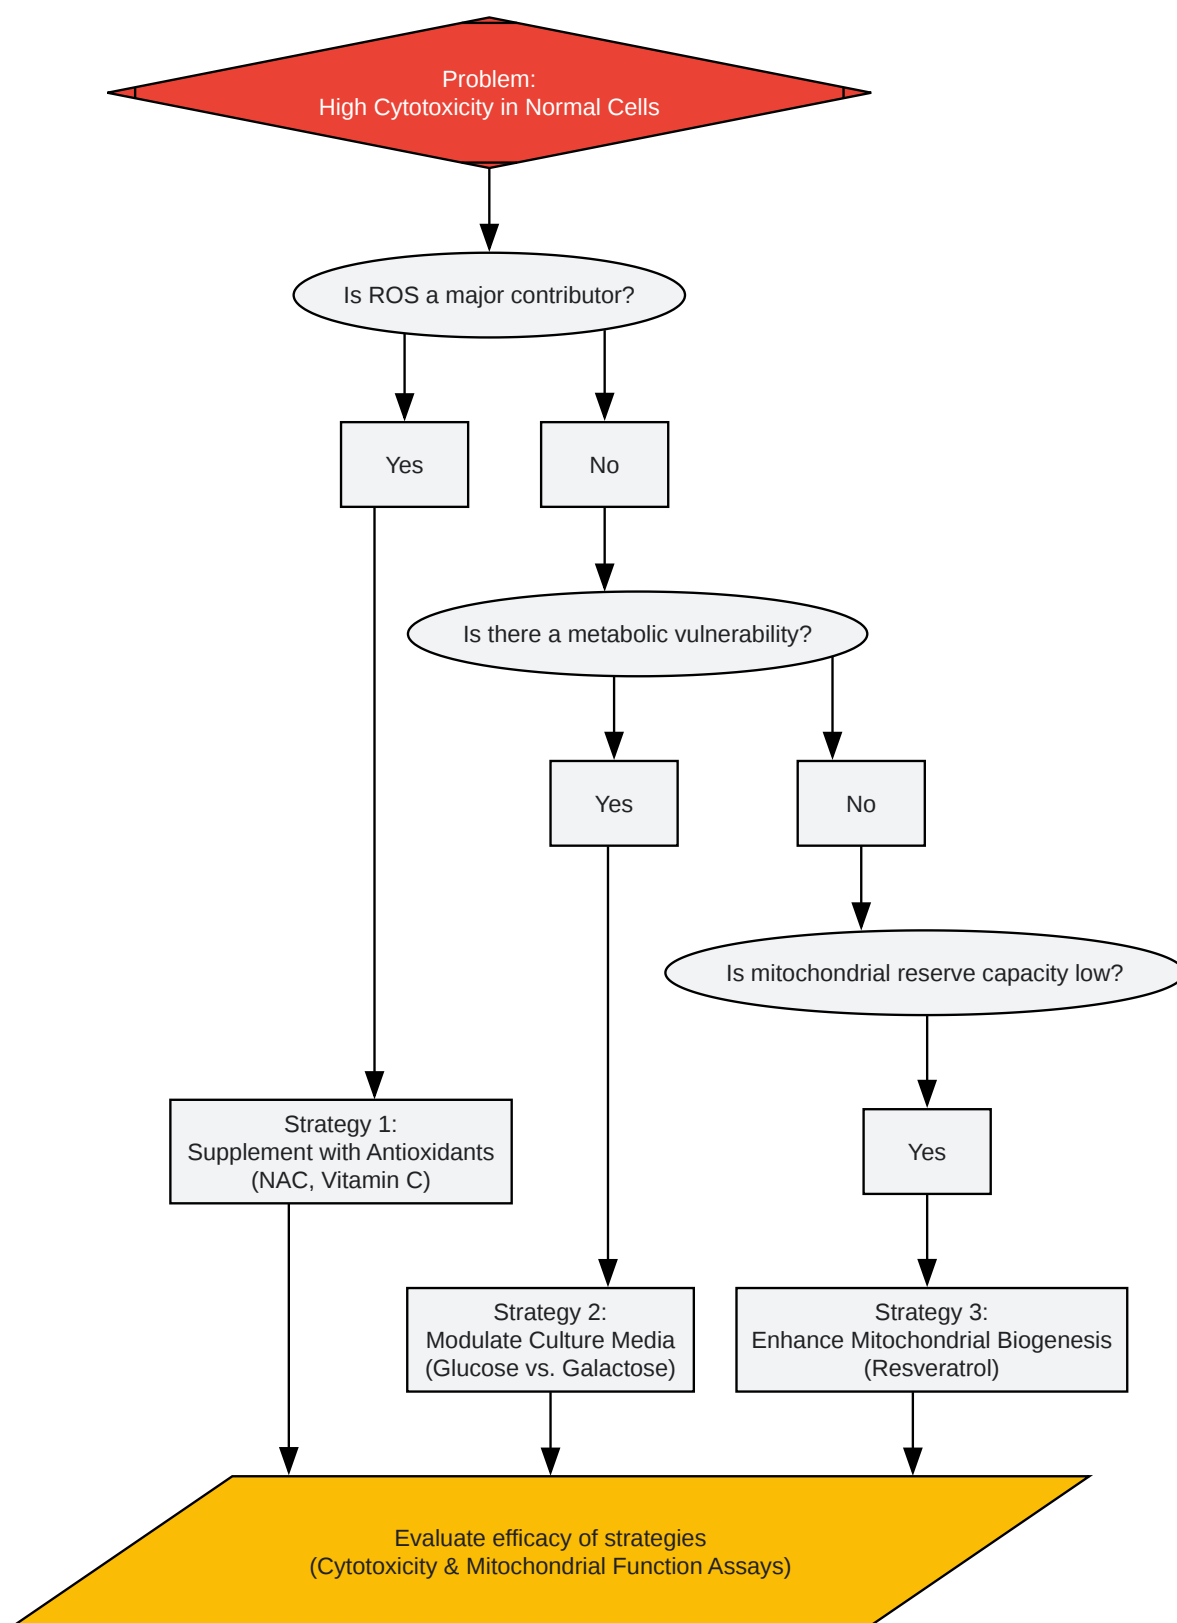 Problem:
High Cytotoxicity in Normal Cells
Is ROS a major contributor?
Yes
No
Is there a metabolic vulnerability?
Yes
No
Is mitochondrial reserve capacity low?
Strategy 1:
Supplement with Antioxidants
(NAC, Vitamin C)
Yes
Strategy 2:
Modulate Culture Media
(Glucose vs. Galactose)
Strategy 3:
Enhance Mitochondrial Biogenesis
(Resveratrol)
Evaluate efficacy of strategies
(Cytotoxicity & Mitochondrial Function Assays)